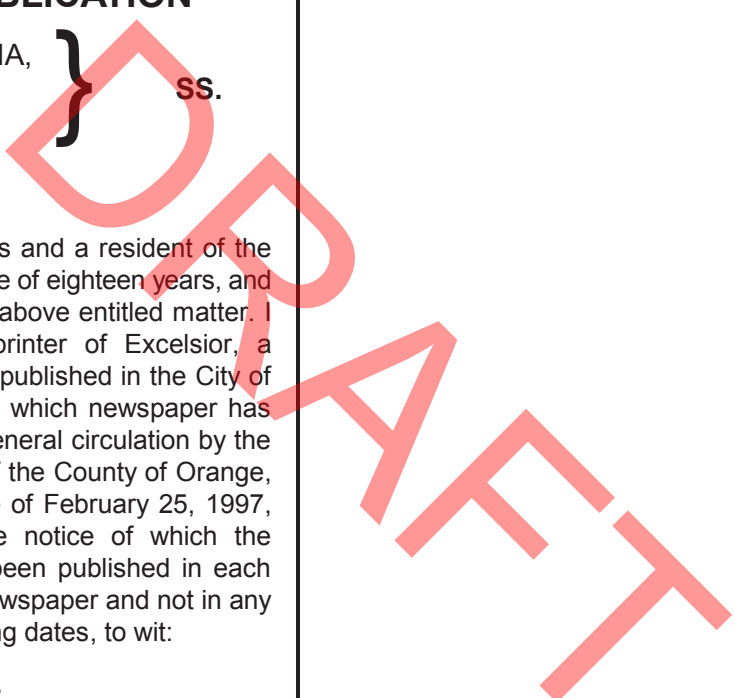 BLICATION
IA,
} ss.
s and a resident of the
e of eighteen years, and
above entitled matter. I
printer of Excelsior, a
published in the City of
which newspaper has
eneral circulation by the
the County of Orange,
of February 25, 1997,
e notice of which the
been published in each
wspaper and not in any
ng dates, to wit:
DRAFT